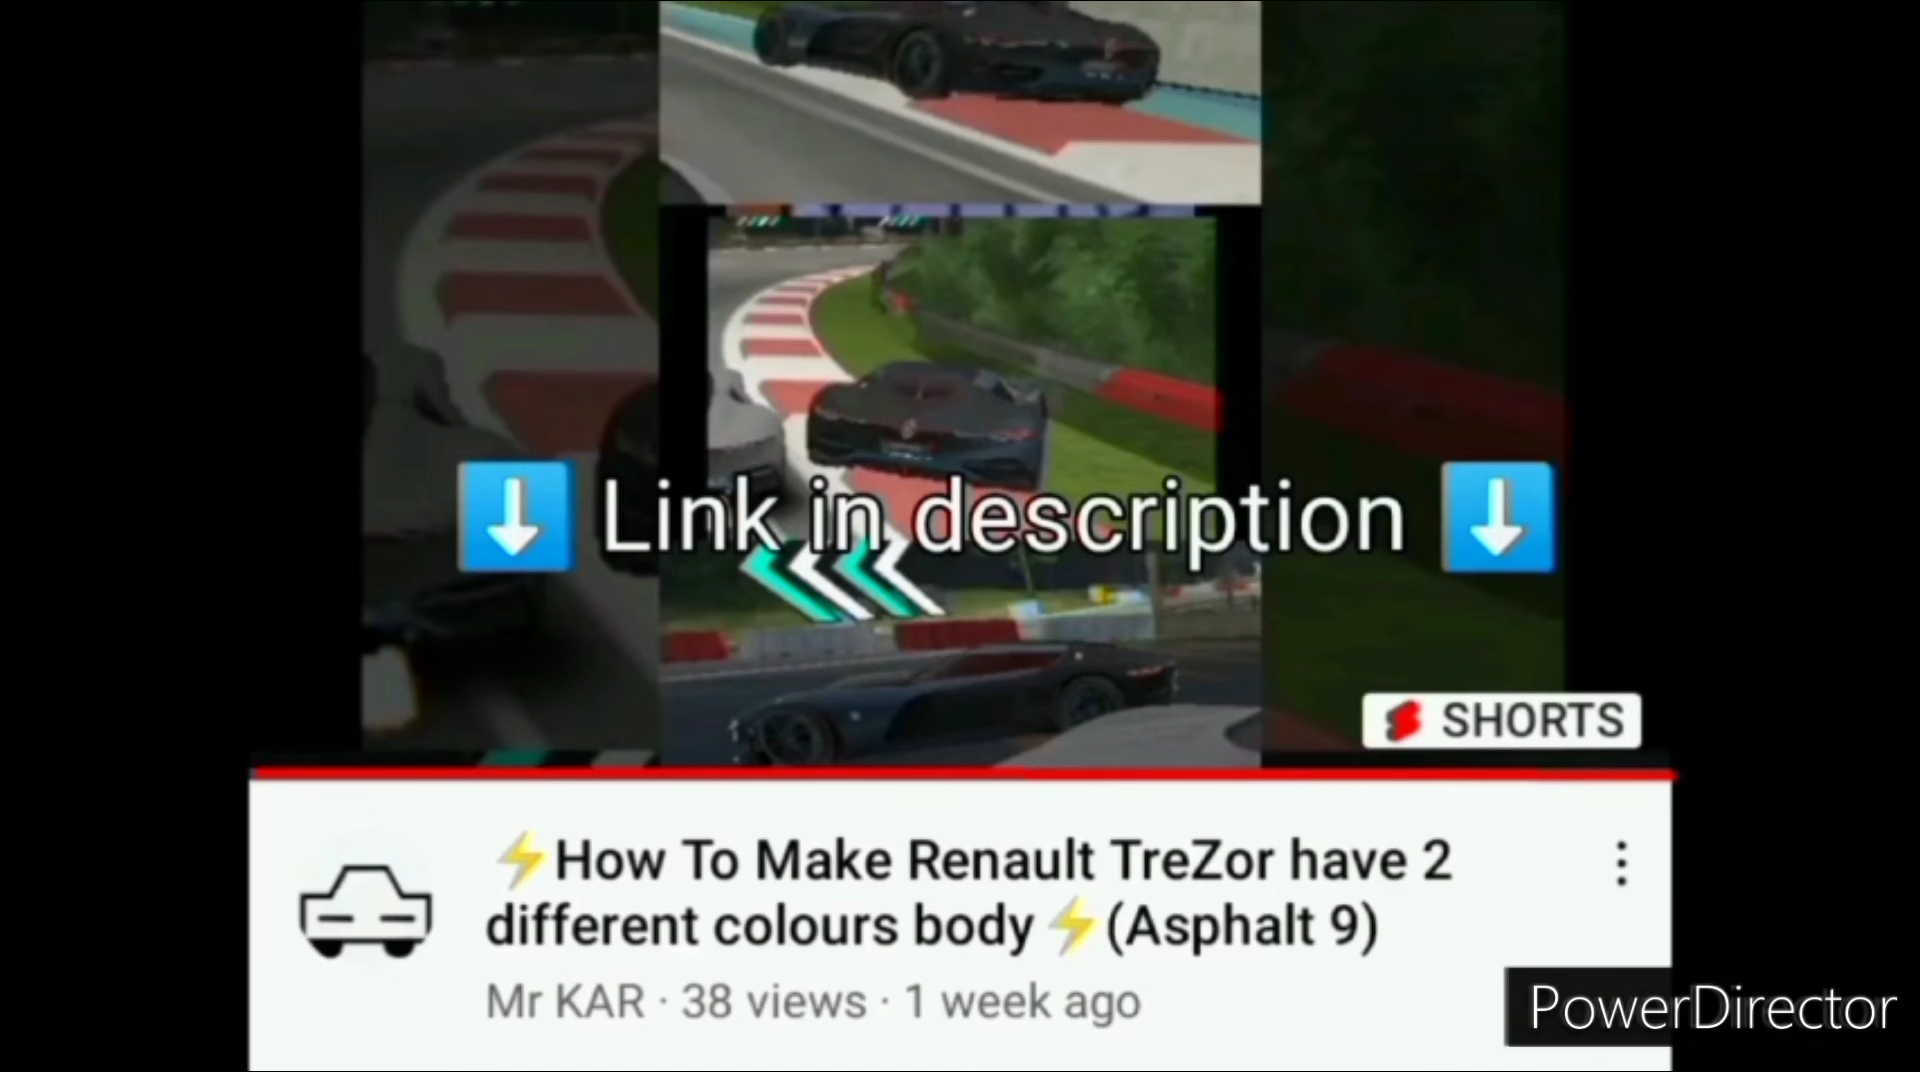 ⬇️ Link in description ⬇️
SHORTS
⚡How To Make Renault TreZor have 2
different colours body⚡(Asphalt 9)
Mr KAR · 38 views · 1 week ago
PowerDirector